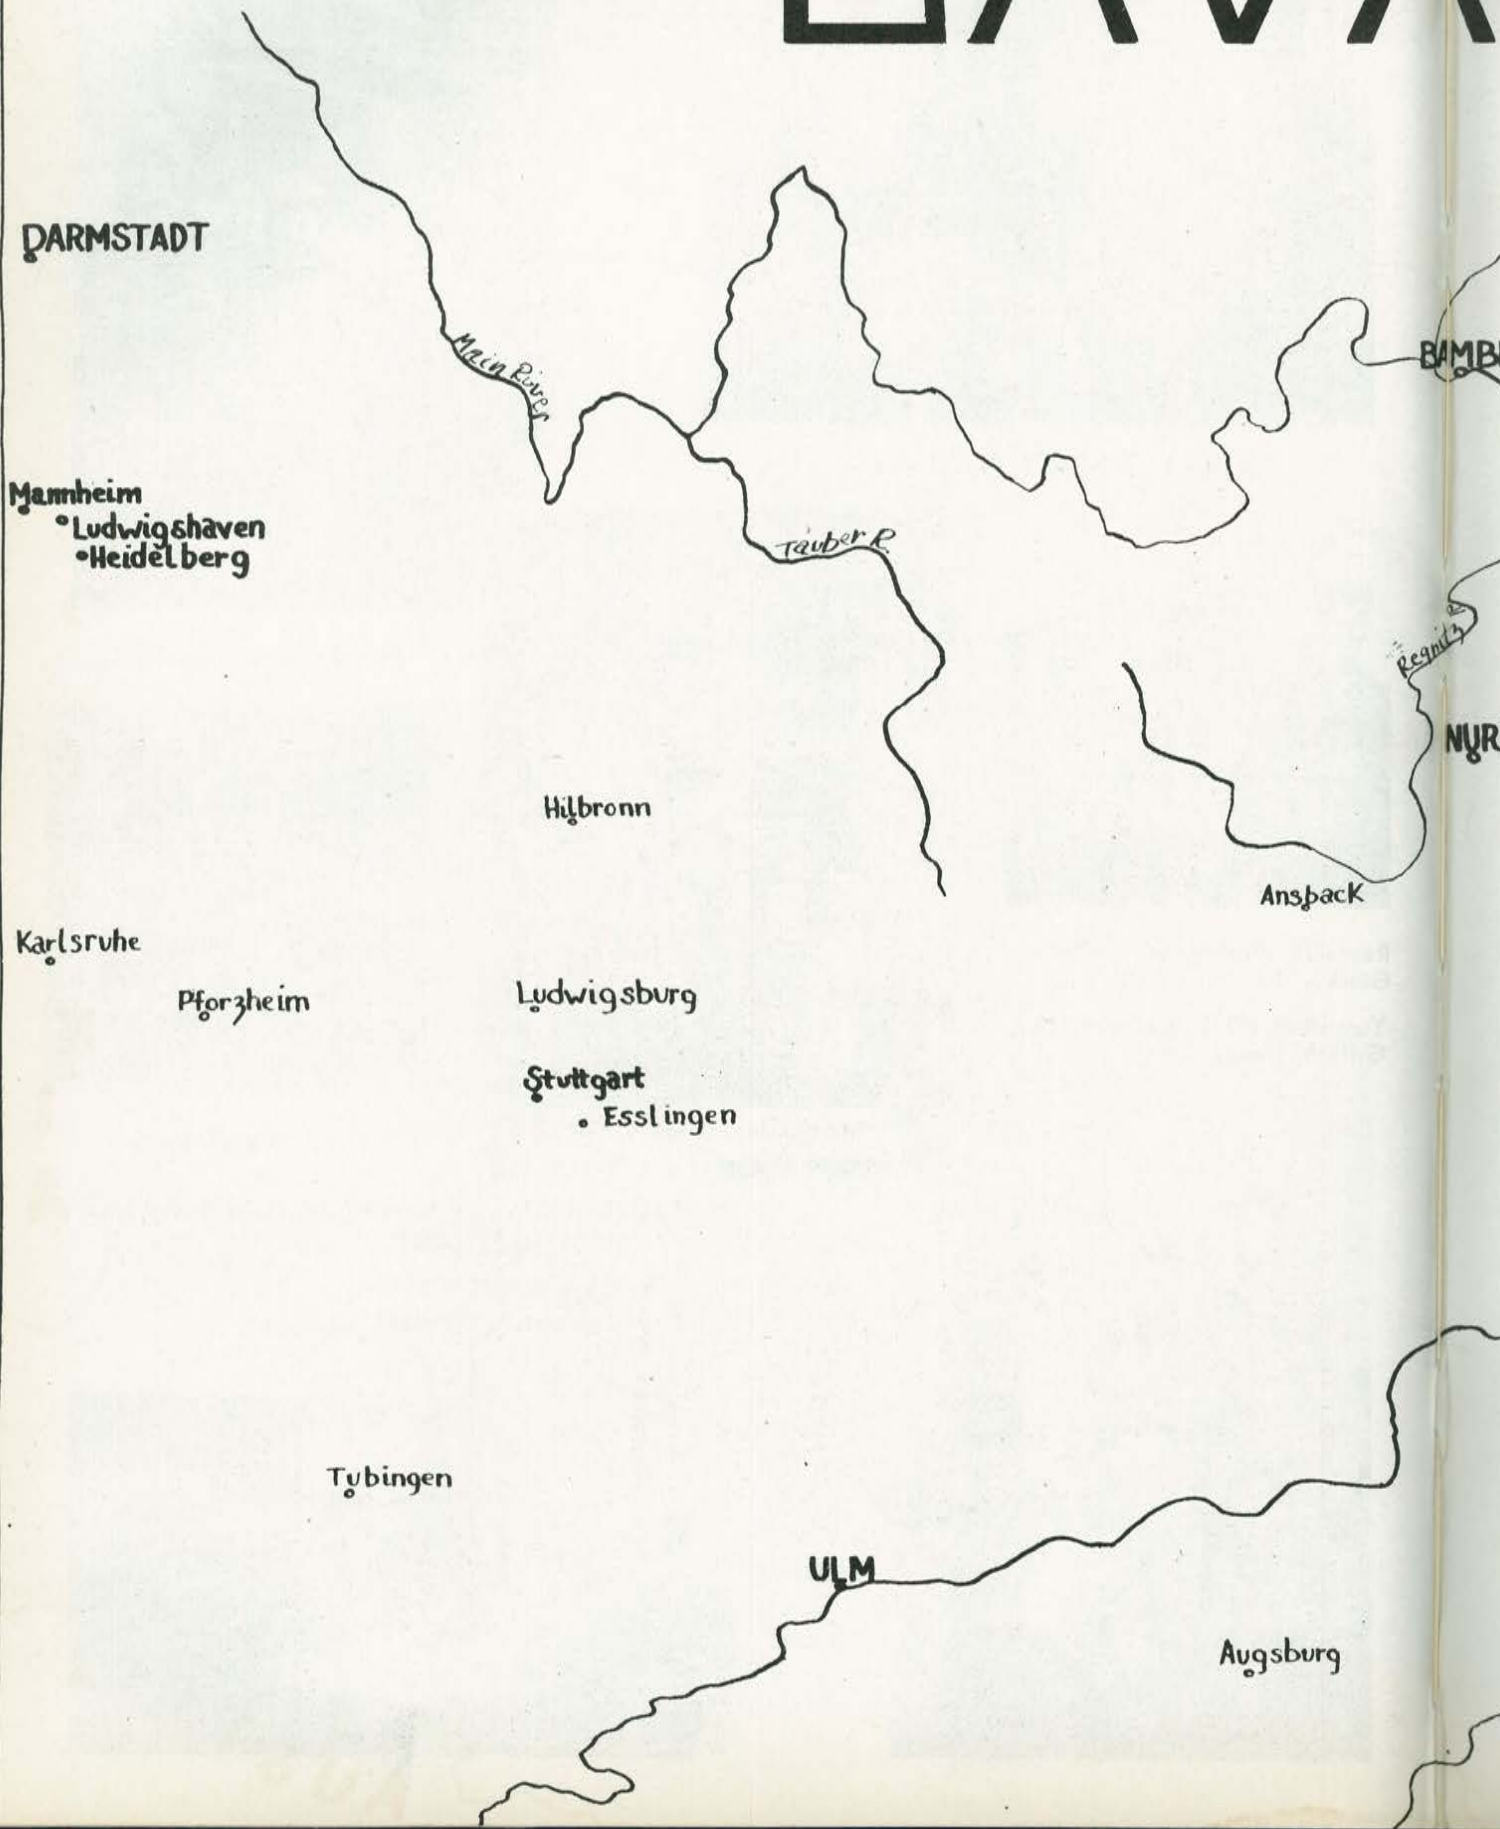 DARMSTADT
Main River
BAMB
Mannheim
Ludwigshaven
Heidelberg
Tauber R.
Regnitz R
NUR
Hilbronn
Ansback
Karlsruhe
Pforzheim
Ludwigsburg
Stuttgart
Esslingen
Tubingen
ULM
Augsburg